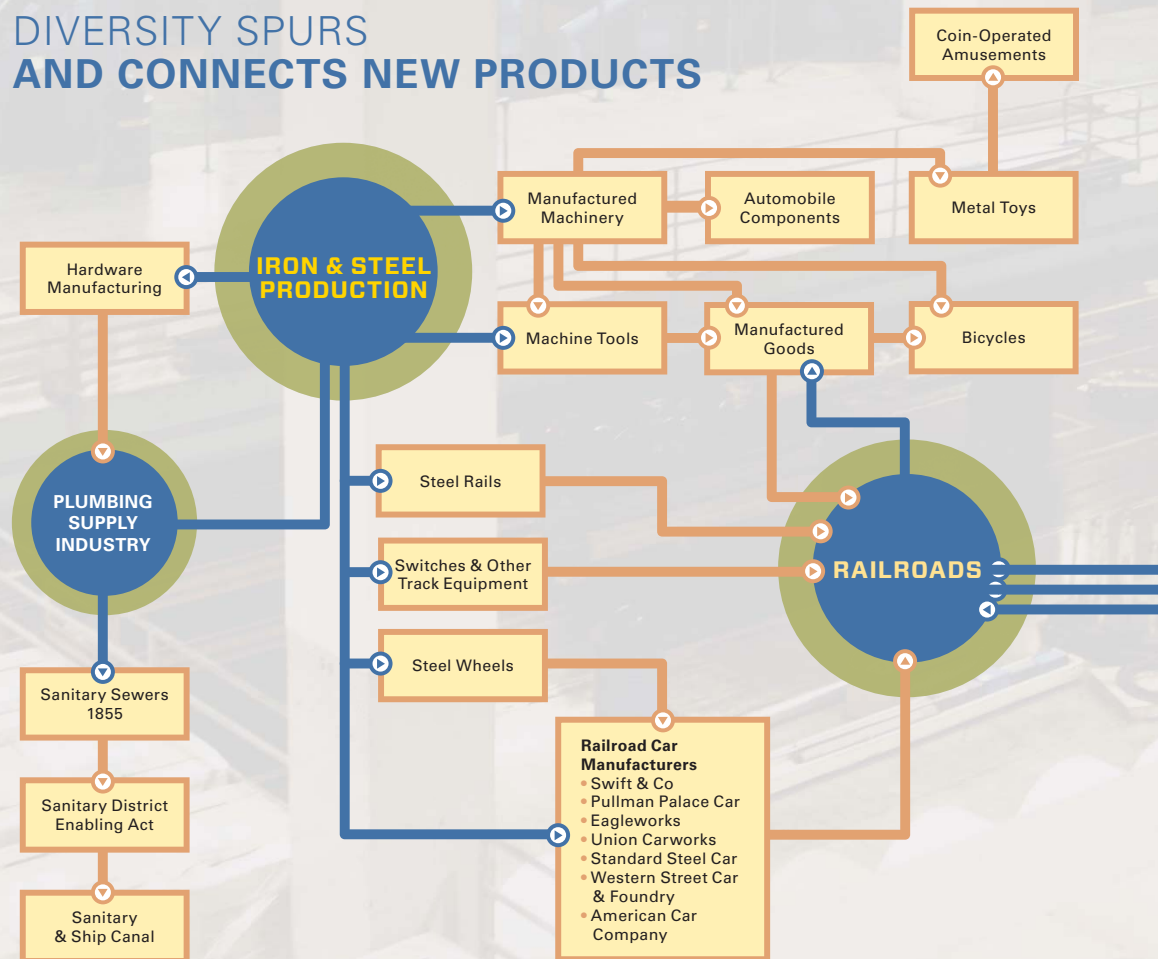 DIVERSITY SPURS
AND CONNECTS NEW PRODUCTS
Coin-Operated
Amusements
Manufactured
Machinery
Automobile
Components
Metal Toys
IRON & STEEL
PRODUCTION
Hardware
Manufacturing
Machine Tools
Manufactured
Goods
Bicycles
PLUMBING
SUPPLY
INDUSTRY
Steel Rails
Switches & Other
Track Equipment
RAILROADS
Steel Wheels
Sanitary Sewers
1855
Sanitary District
Enabling Act
Sanitary
& Ship Canal
Railroad Car
Manufacturers
• Swift & Co
• Pullman Palace Car
• Eagleworks
• Union Carworks
• Standard Steel Car
• Western Street Car
& Foundry
• American Car
Company